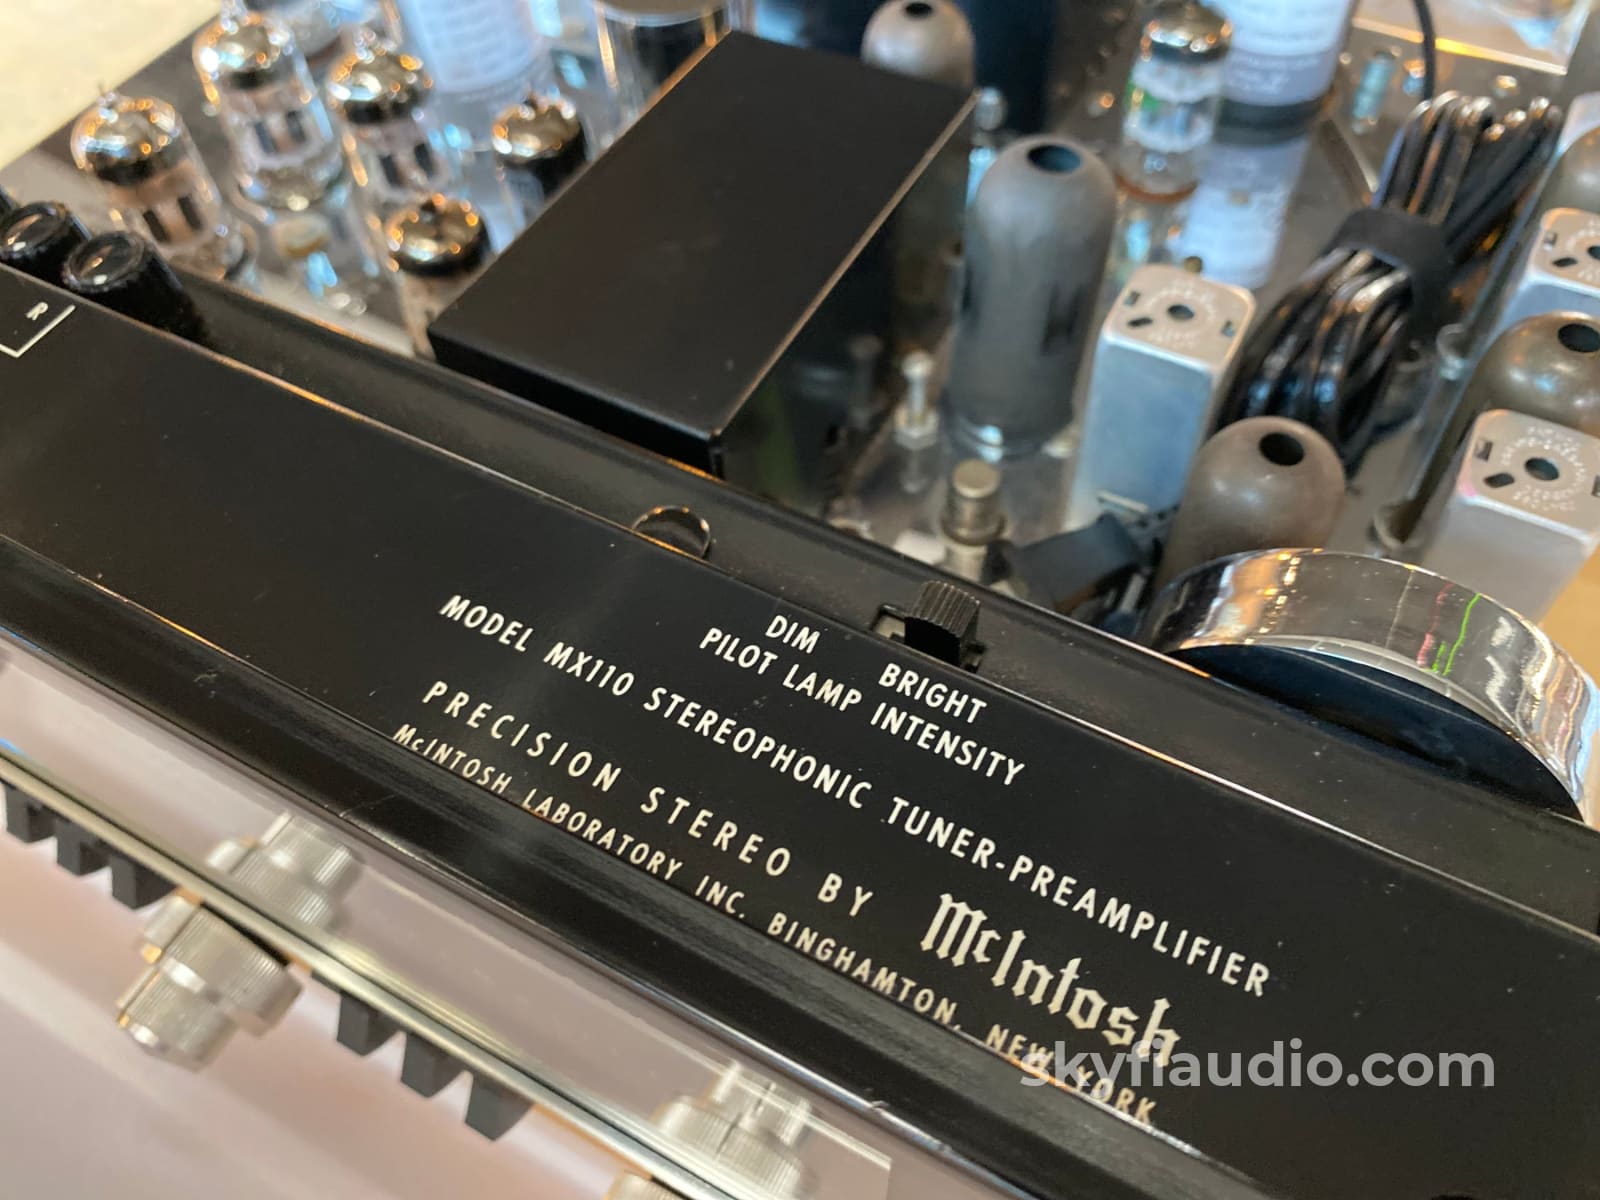 R
DIM
BRIGHT
PILOT LAMP INTENSITY
MODEL MX110 STEREOPHONIC TUNER-PREAMPLIFIER
PRECISION STEREO BY McIntosh
McINTOSH LABORATORY INC. BINGHAMTON, NEW YORK
skyfiaudio.com